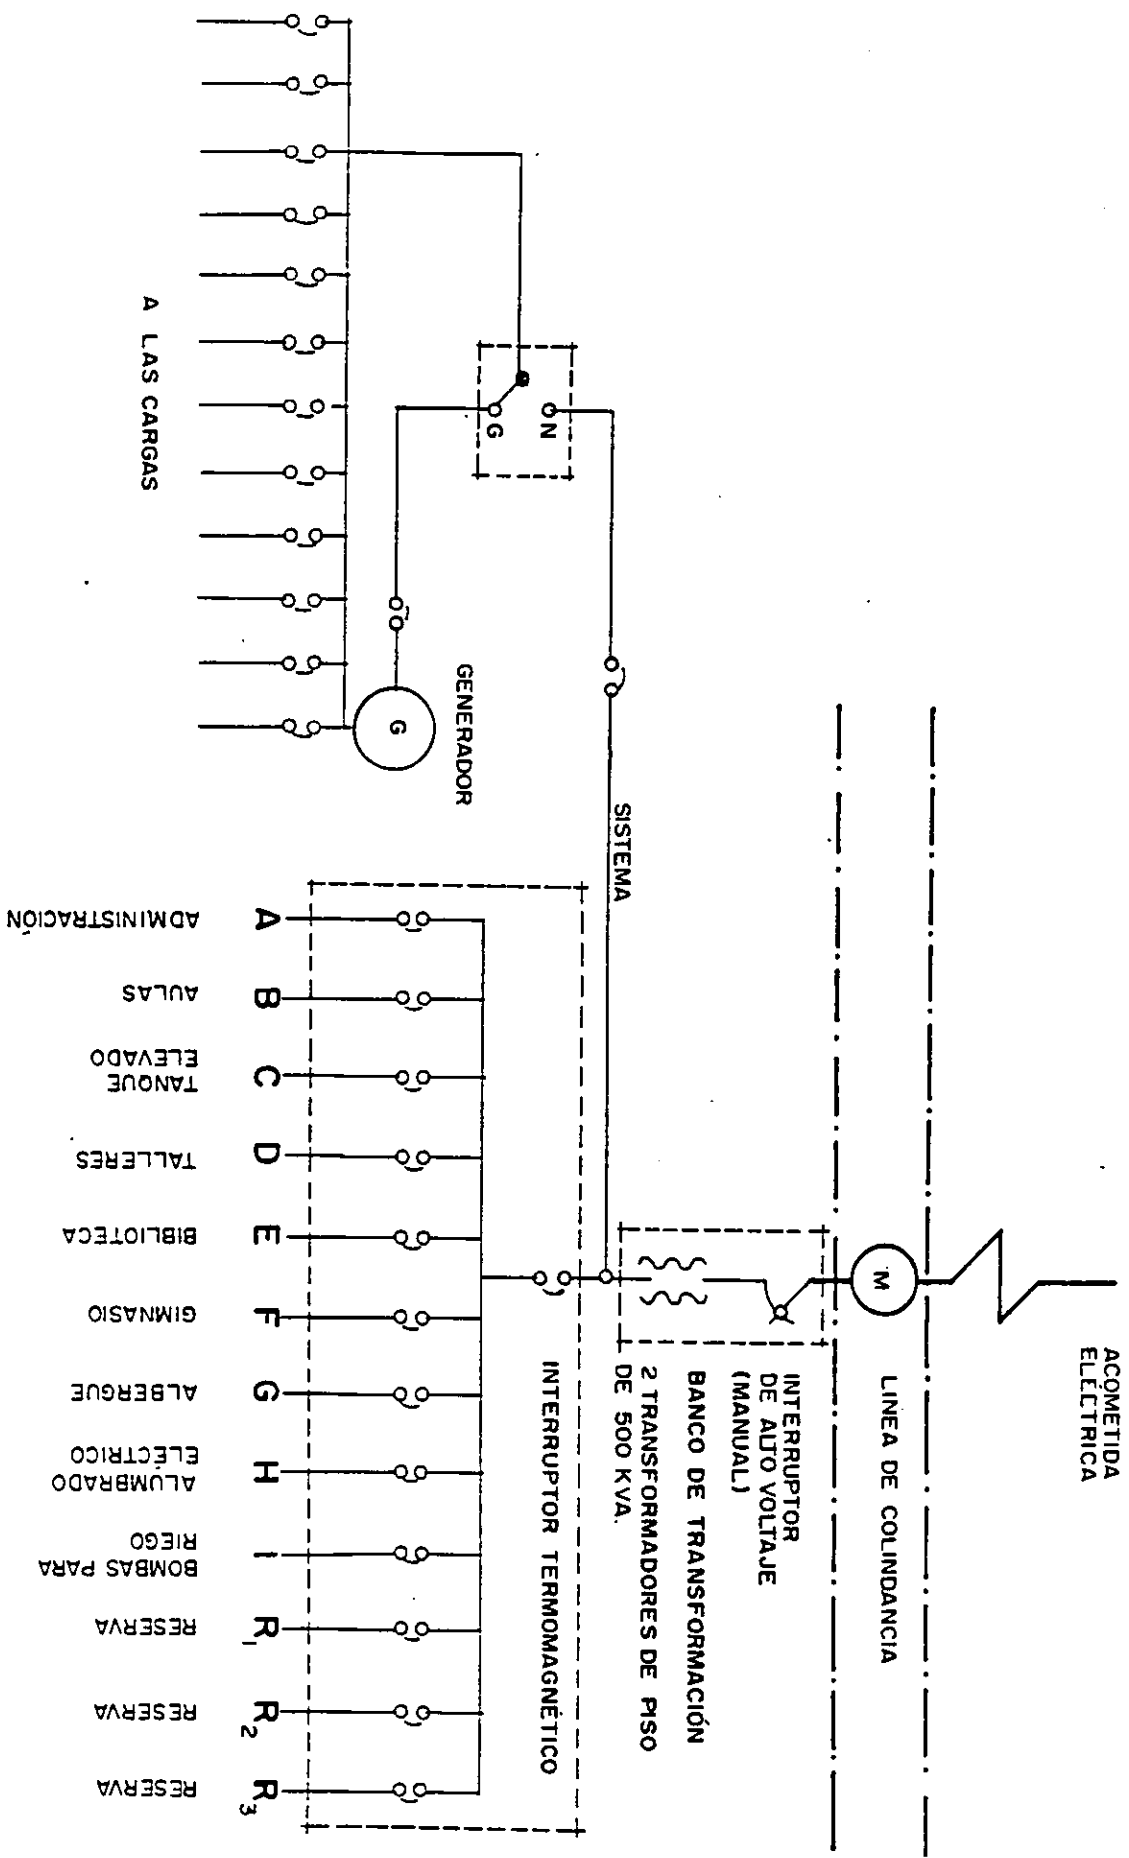 ACOMETIDA
ELÉCTRICA
M
LINEA DE COLINDANCIA
INTERRUPTOR
DE ALTO VOLTAJE
(MANUAL)
BANCO DE TRANSFORMACIÓN
2 TRANSFORMADORES DE PISO
DE 500 KVA.
INTERRUPTOR TERMOMAGNÉTICO
SISTEMA
N
G
GENERADOR
G
A LAS CARGAS
A
ADMINISTRACIÓN
B
AULAS
C
TANQUE
ELEVADO
D
TALLERES
E
BIBLIOTECA
F
GIMNASIO
G
ALBERGUE
H
ALUMBRADO
ELÉCTRICO
I
BOMBAS PARA
RIEGO
R1
RESERVA
R2
RESERVA
R3
RESERVA